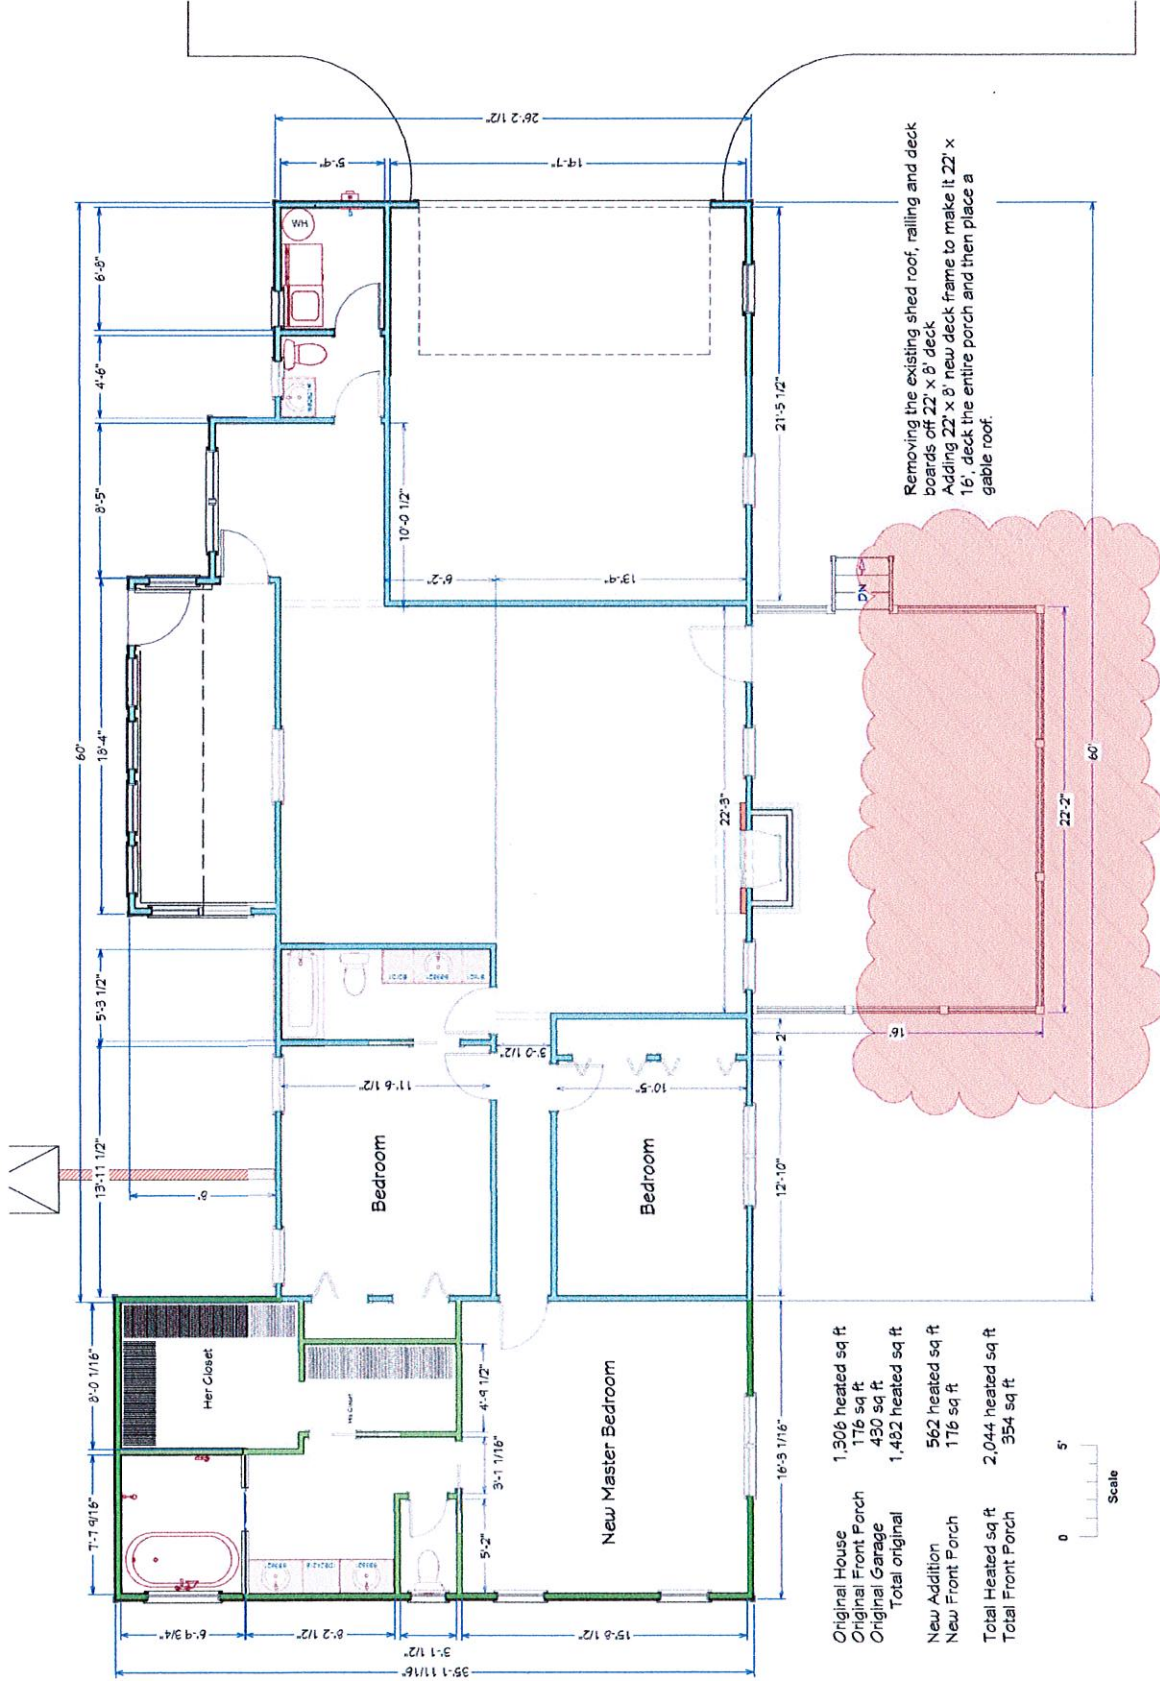 60'
6'-8"
4'-6"
8'-5"
18'-4"
5'-3 1/2"
13'-11 1/2"
8'-0 1/16"
7'-7 9/16"
26'-2 1/2"
5'-9"
19'-7"
WH
21'-5 1/2"
10'-0 1/2"
6'-2"
13'-9"
22'-3"
8'
11'-6 1/2"
3'-0 1/2"
10'-5"
2'
12'-10"
16'-3 1/16"
4'-9 1/2"
3'-1 1/16"
5'-2"
6'-9 3/4"
8'-2 1/2"
3'-1 1/2"
15'-8 1/2"
35'-1 11/16"
Her Closet
Bedroom
Bedroom
New Master Bedroom
DN
22'-2"
16'
60'
Removing the existing shed roof, railing and deck
boards off 22' x 8' deck
Adding 22' x 8' new deck frame to make it 22' x
16', deck the entire porch and then place a
gable roof.
Original House 1,306 heated sq ft
Original Front Porch 176 sq ft
Original Garage 430 sq ft
Total original 1,482 heated sq ft
New Addition 562 heated sq ft
New Front Porch 178 sq ft
Total Heated sq ft 2,044 heated sq ft
Total Front Porch 354 sq ft
0 5'
Scale